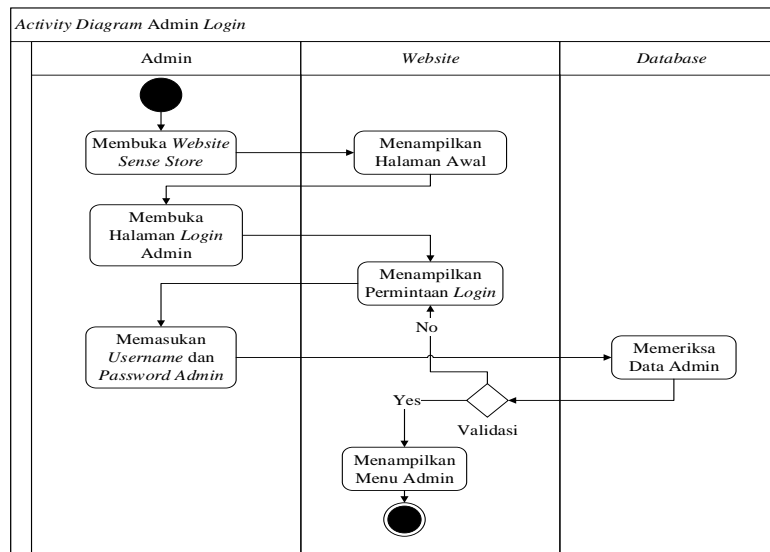 Activity Diagram Admin Login
Admin
Website
Database
Membuka Website
Sense Store
Menampilkan
Halaman Awal
Membuka
Halaman Login
Admin
Menampilkan
Permintaan Login
No
Memasukan
Username dan
Password Admin
Memeriksa
Data Admin
Yes
Validasi
Menampilkan
Menu Admin